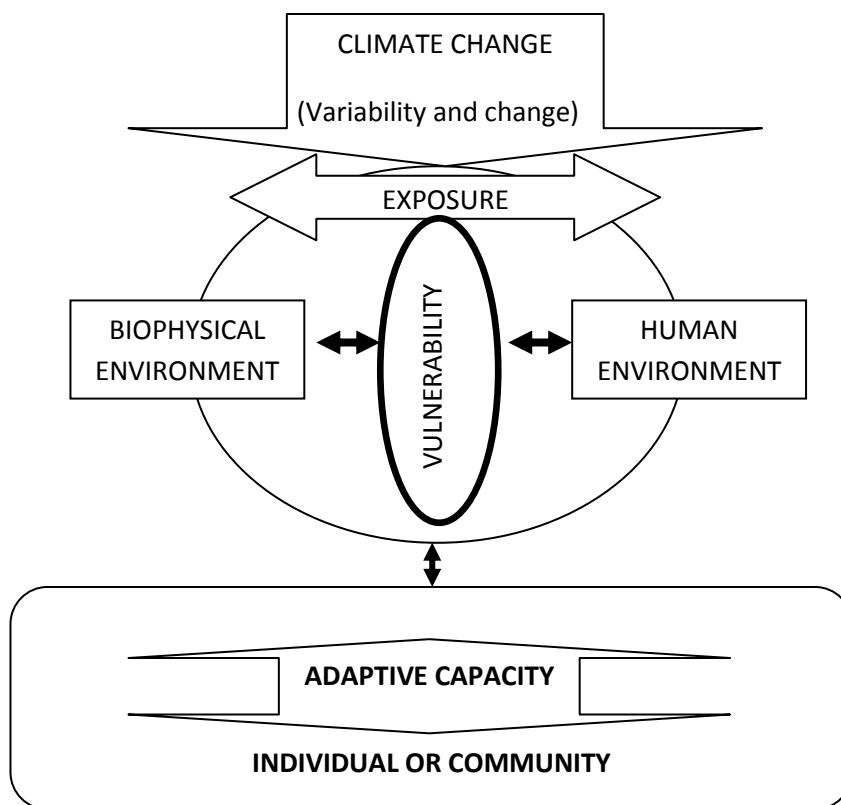 CLIMATE CHANGE
(Variability and change)
EXPOSURE
BIOPHYSICAL
ENVIRONMENT
VULNERABILITY
HUMAN
ENVIRONMENT
ADAPTIVE CAPACITY
INDIVIDUAL OR COMMUNITY